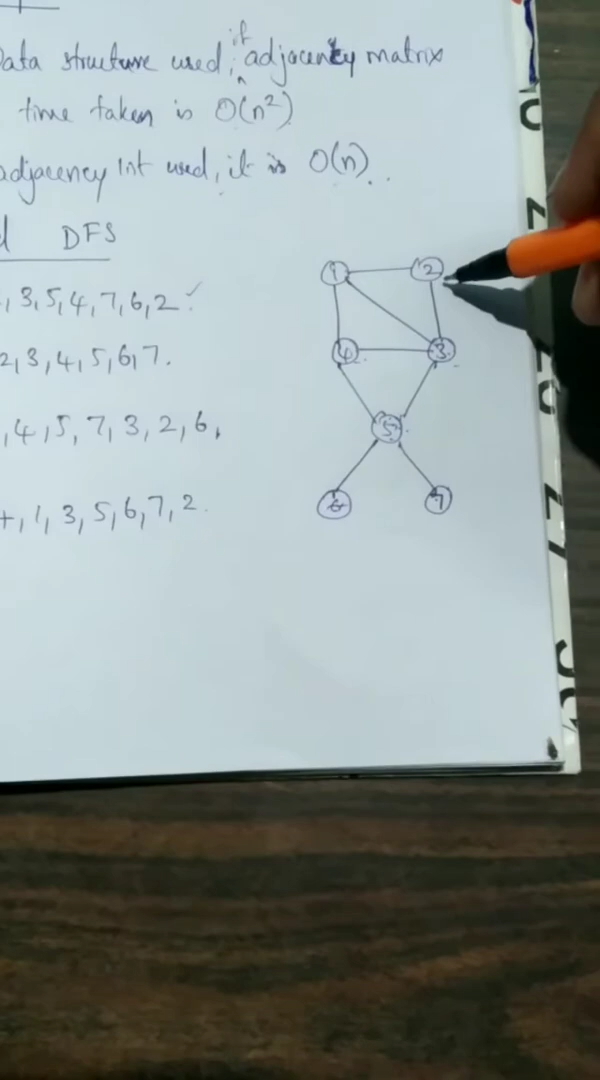 Data structure used, if adjacency matrix
time taken is O(n²)
adjacency list used, it is O(n)..
DFS
, 3, 5, 4, 7, 6, 2 ✓
2, 3, 4, 5, 6, 7.
, 4, 5, 7, 3, 2, 6,
, 1, 3, 5, 6, 7, 2.
1 2
4 3
5
6 7